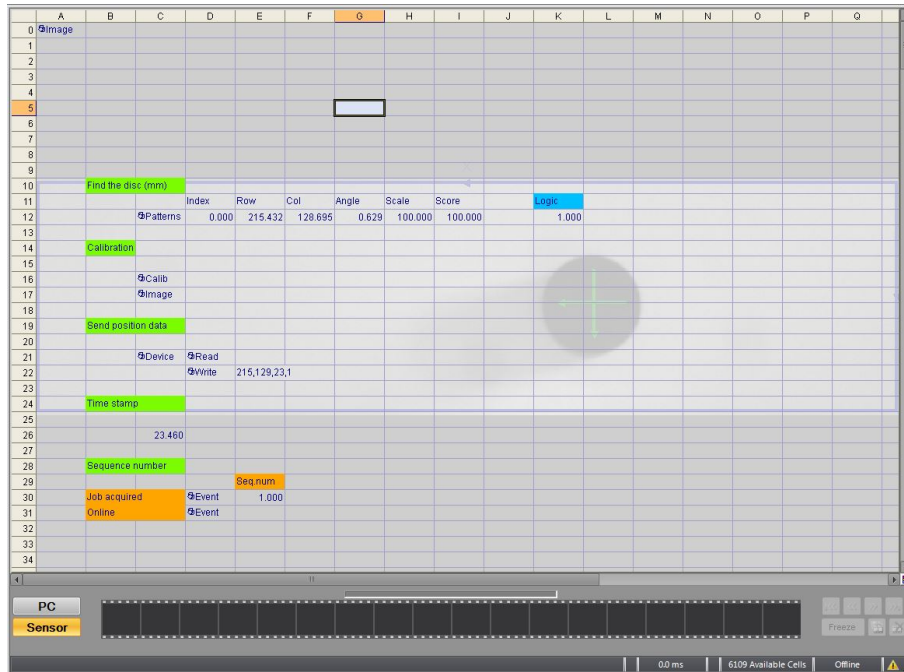 A B C D E F G H I J K L M N O P Q
0 Image
1
2
3
4
5
6
7
8
9
10 Find the disc (mm)
11 Index Row Col Angle Scale Score Logic
12 Patterns 0.000 215.432 128.695 0.629 100.000 100.000 1.000
13
14 Calibration
15
16 Calib
17 Image
18
19 Send position data
20
21 Device Read
22 Write 215,129,23,1
23
24 Time stamp
25
26 23.460
27
28 Sequence number
29 Seq.num
30 Job acquired Event 1.000
31 Online Event
32
33
34
PC
Sensor
Freeze
0.0 ms 6109 Available Cells Offline